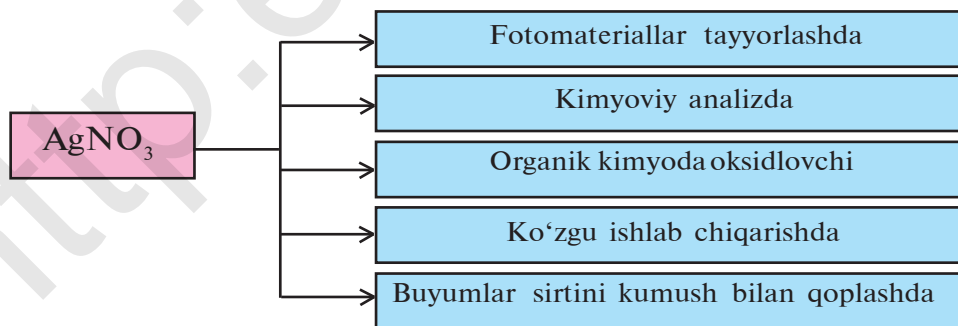 Fotomateriallar tayyorlashda
Kimyoviy analizda
AgNO₃
Organik kimyoda oksidlovchi
Ko‘zgu ishlab chiqarishda
Buyumlar sirtini kumush bilan qoplashda